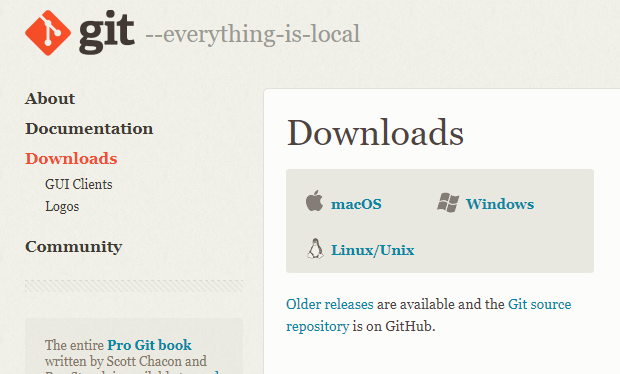 git --everything-is-local
About
Documentation
Downloads
GUI Clients
Logos
Community
The entire Pro Git book
written by Scott Chacon and
Downloads
macOS
Windows
Linux/Unix
Older releases are available and the Git source
repository is on GitHub.